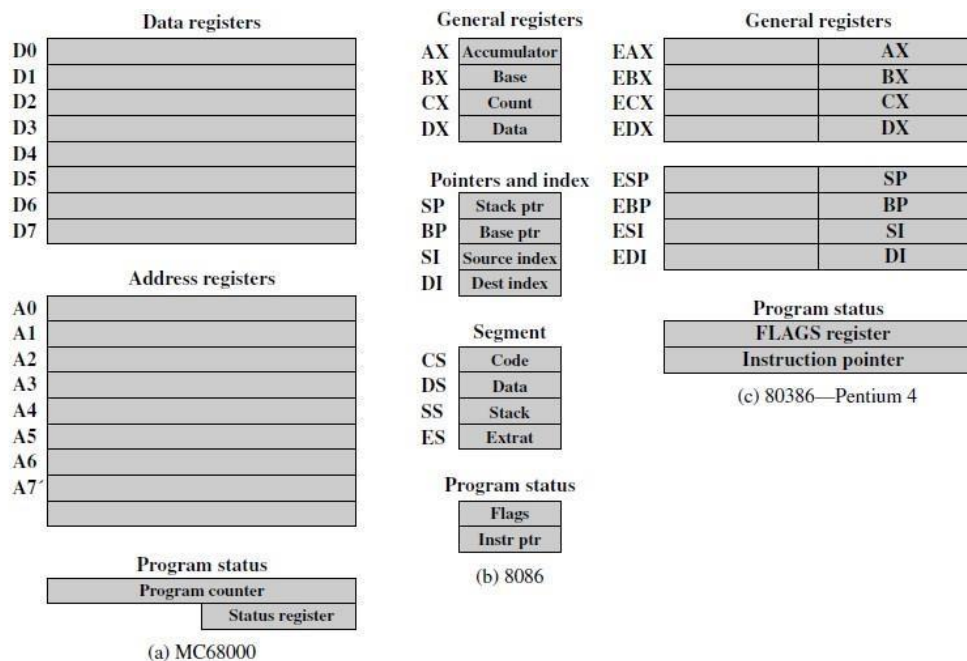 Data registers
D0
D1
D2
D3
D4
D5
D6
D7
Address registers
A0
A1
A2
A3
A4
A5
A6
A7´
Program status
Program counter
Status register
(a) MC68000
General registers
AX Accumulator
BX Base
CX Count
DX Data
Pointers and index
SP Stack ptr
BP Base ptr
SI Source index
DI Dest index
Segment
CS Code
DS Data
SS Stack
ES Extrat
Program status
Flags
Instr ptr
(b) 8086
General registers
EAX AX
EBX BX
ECX CX
EDX DX
ESP SP
EBP BP
ESI SI
EDI DI
Program status
FLAGS register
Instruction pointer
(c) 80386—Pentium 4